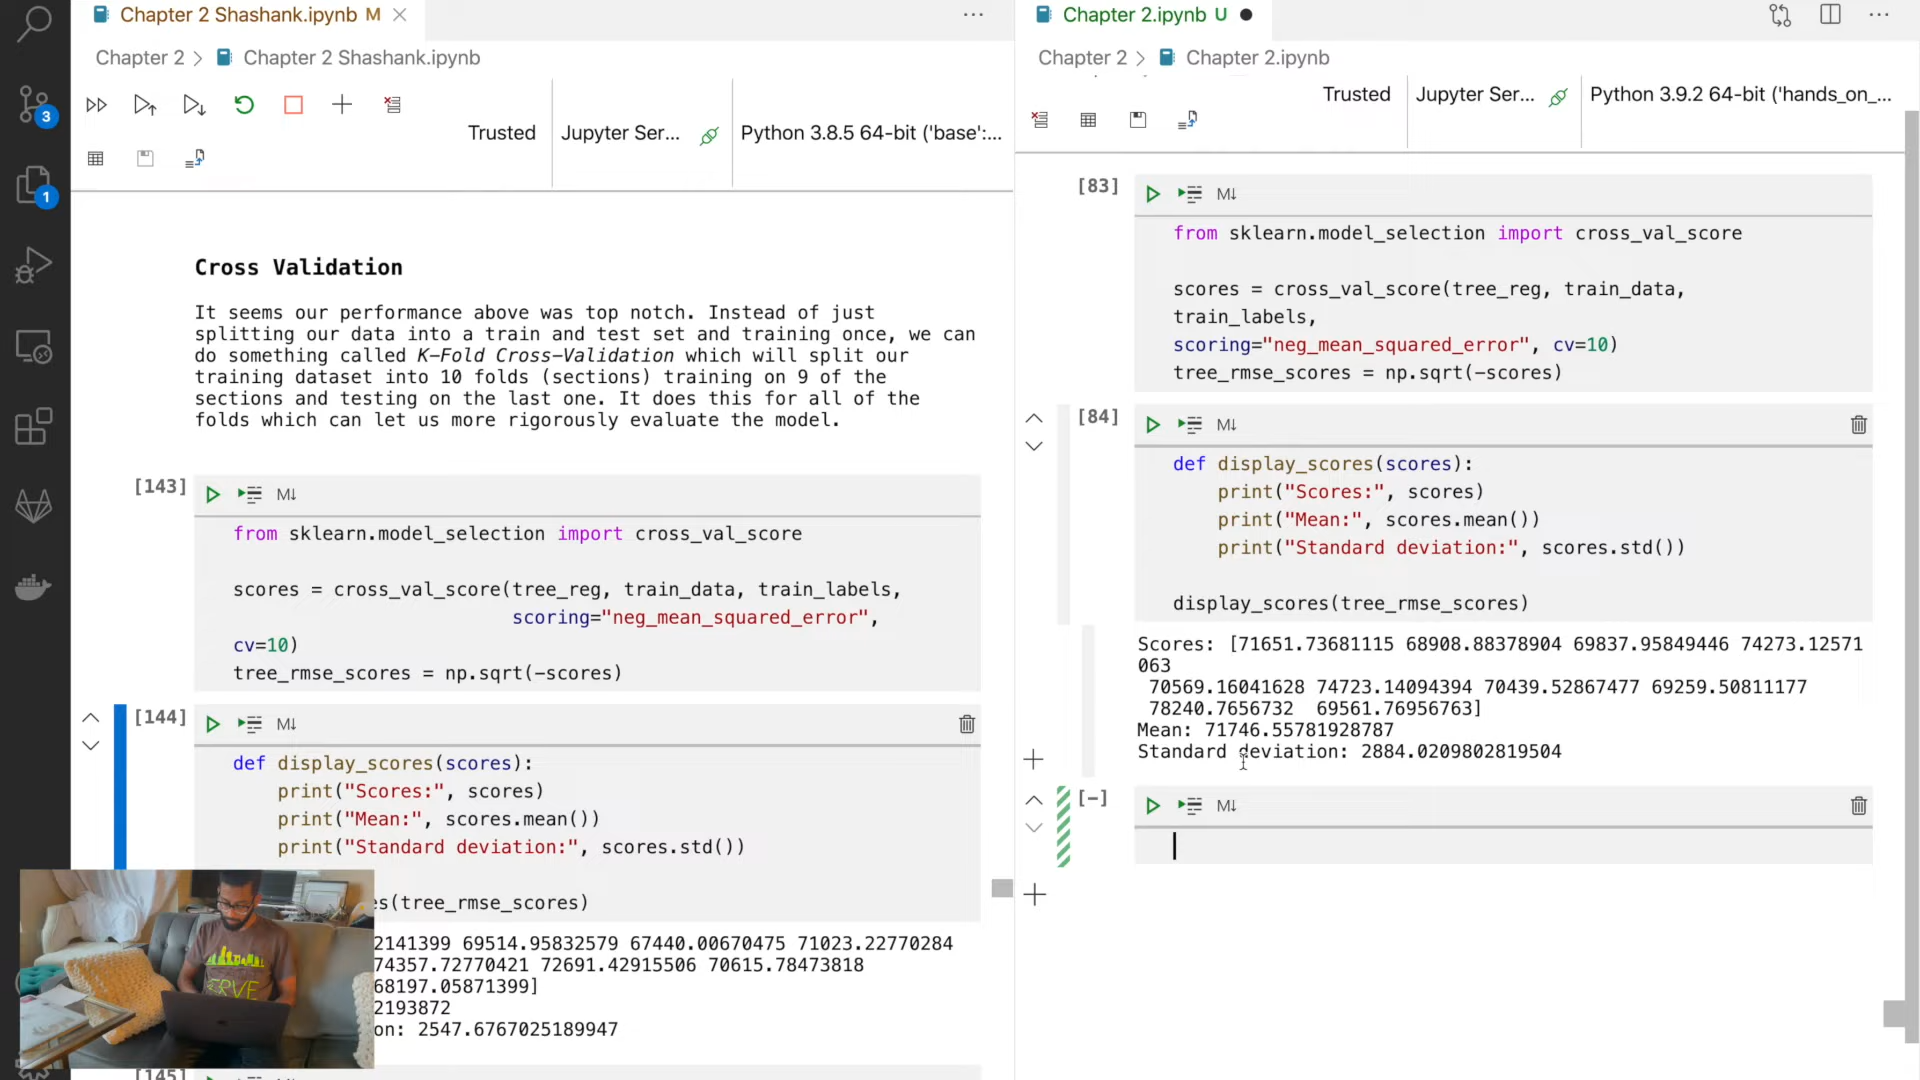 Chapter 2 Shashank.ipynb M
Chapter 2 > Chapter 2 Shashank.ipynb
Trusted
Jupyter Ser...
Python 3.8.5 64-bit ('base':...
3
1
Cross Validation
It seems our performance above was top notch. Instead of just
splitting our data into a train and test set and training once, we can
do something called K-Fold Cross-Validation which will split our
training dataset into 10 folds (sections) training on 9 of the
sections and testing on the last one. It does this for all of the
folds which can let us more rigorously evaluate the model.
[143]
M↓
from sklearn.model_selection import cross_val_score
scores = cross_val_score(tree_reg, train_data, train_labels,
scoring="neg_mean_squared_error",
cv=10)
tree_rmse_scores = np.sqrt(-scores)
[144]
M↓
def display_scores(scores):
print("Scores:", scores)
print("Mean:", scores.mean())
print("Standard deviation:", scores.std())
es(tree_rmse_scores)
2141399 69514.95832579 67440.00670475 71023.22770284
74357.72770421 72691.42915506 70615.78473818
68197.05871399]
2193872
on: 2547.6767025189947
[145]
Chapter 2.ipynb U
Chapter 2 > Chapter 2.ipynb
Trusted
Jupyter Ser...
Python 3.9.2 64-bit ('hands_on_...
[83]
M↓
from sklearn.model_selection import cross_val_score
scores = cross_val_score(tree_reg, train_data,
train_labels,
scoring="neg_mean_squared_error", cv=10)
tree_rmse_scores = np.sqrt(-scores)
[84]
M↓
def display_scores(scores):
print("Scores:", scores)
print("Mean:", scores.mean())
print("Standard deviation:", scores.std())
display_scores(tree_rmse_scores)
Scores: [71651.73681115 68908.88378904 69837.95849446 74273.12571
063
70569.16041628 74723.14094394 70439.52867477 69259.50811177
78240.7656732 69561.76956763]
Mean: 71746.55781928787
Standard deviation: 2884.0209802819504
[-]
M↓